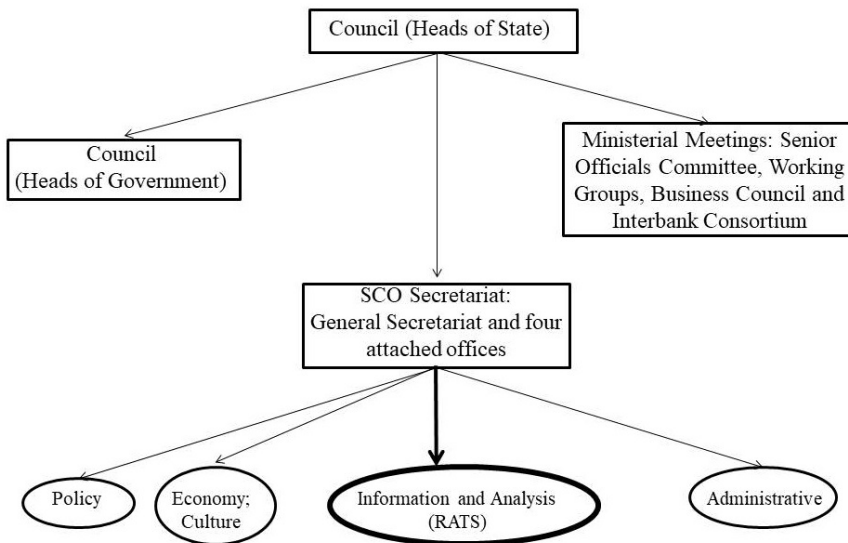 Council (Heads of State)
Council
(Heads of Government)
Ministerial Meetings: Senior
Officials Committee, Working
Groups, Business Council and
Interbank Consortium
SCO Secretariat:
General Secretariat and four
attached offices
Policy
Economy;
Culture
Information and Analysis
(RATS)
Administrative